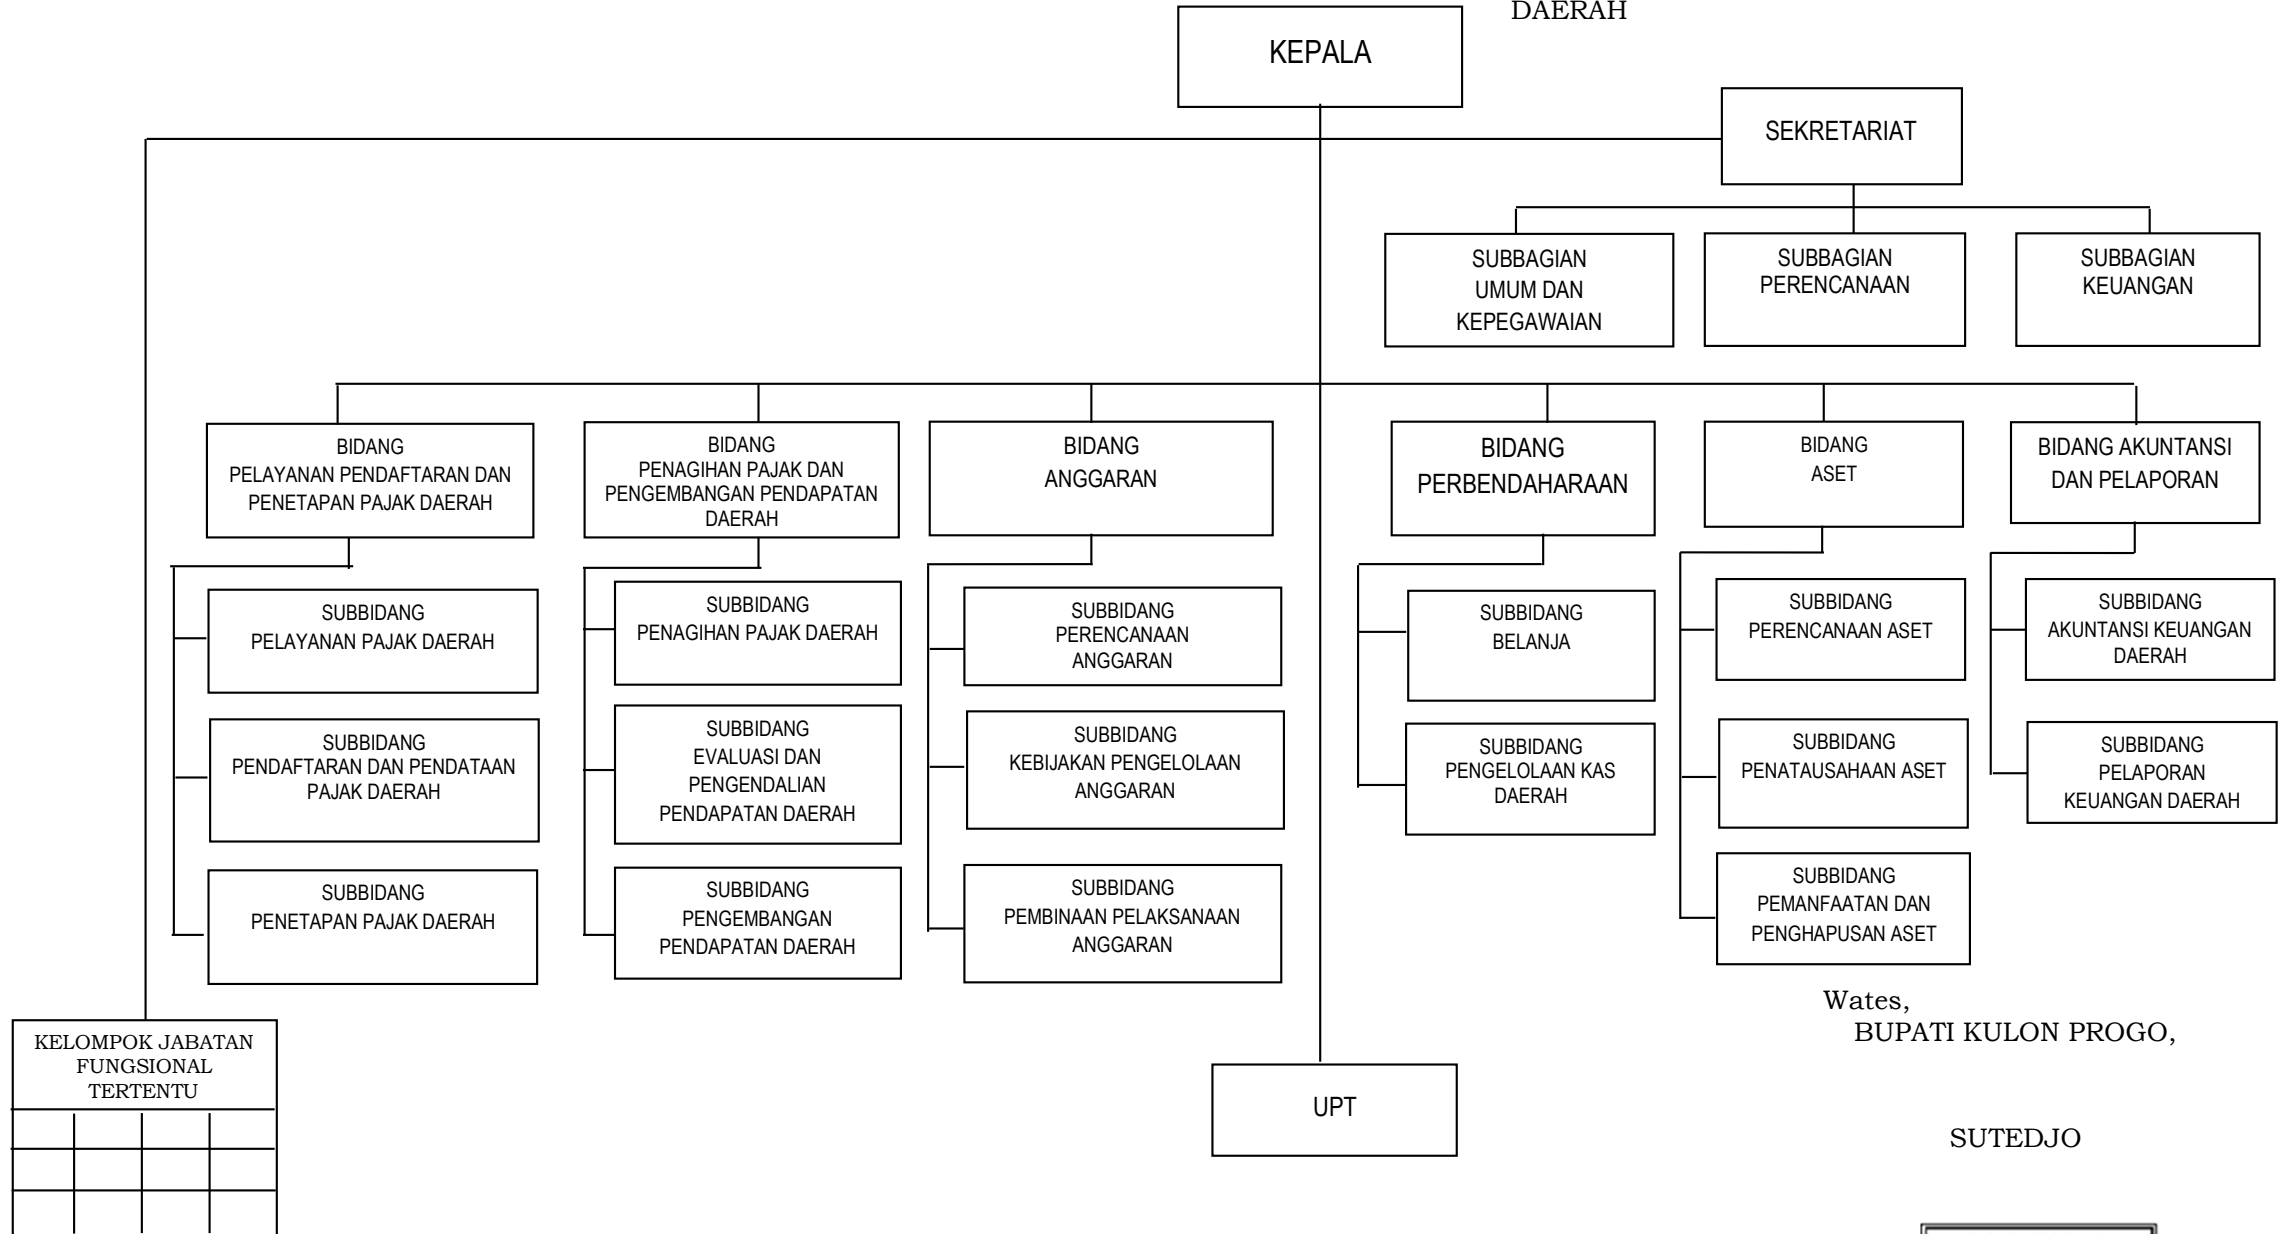 DAERAH
KEPALA
SEKRETARIAT
SUBBAGIAN
UMUM DAN
KEPEGAWAIAN
SUBBAGIAN
PERENCANAAN
SUBBAGIAN
KEUANGAN
BIDANG
PELAYANAN PENDAFTARAN DAN
PENETAPAN PAJAK DAERAH
BIDANG
PENAGIHAN PAJAK DAN
PENGEMBANGAN PENDAPATAN
DAERAH
BIDANG
ANGGARAN
BIDANG
PERBENDAHARAAN
BIDANG
ASET
BIDANG AKUNTANSI
DAN PELAPORAN
SUBBIDANG
PELAYANAN PAJAK DAERAH
SUBBIDANG
PENDAFTARAN DAN PENDATAAN
PAJAK DAERAH
SUBBIDANG
PENETAPAN PAJAK DAERAH
SUBBIDANG
PENAGIHAN PAJAK DAERAH
SUBBIDANG
EVALUASI DAN
PENGENDALIAN
PENDAPATAN DAERAH
SUBBIDANG
PENGEMBANGAN
PENDAPATAN DAERAH
SUBBIDANG
PERENCANAAN
ANGGARAN
SUBBIDANG
KEBIJAKAN PENGELOLAAN
ANGGARAN
SUBBIDANG
PEMBINAAN PELAKSANAAN
ANGGARAN
SUBBIDANG
BELANJA
SUBBIDANG
PENGELOLAAN KAS
DAERAH
SUBBIDANG
PERENCANAAN ASET
SUBBIDANG
PENATAUSAHAAN ASET
SUBBIDANG
PEMANFAATAN DAN
PENGHAPUSAN ASET
SUBBIDANG
AKUNTANSI KEUANGAN
DAERAH
SUBBIDANG
PELAPORAN
KEUANGAN DAERAH
KELOMPOK JABATAN
FUNGSIONAL
TERTENTU
UPT
Wates,
BUPATI KULON PROGO,
SUTEDJO